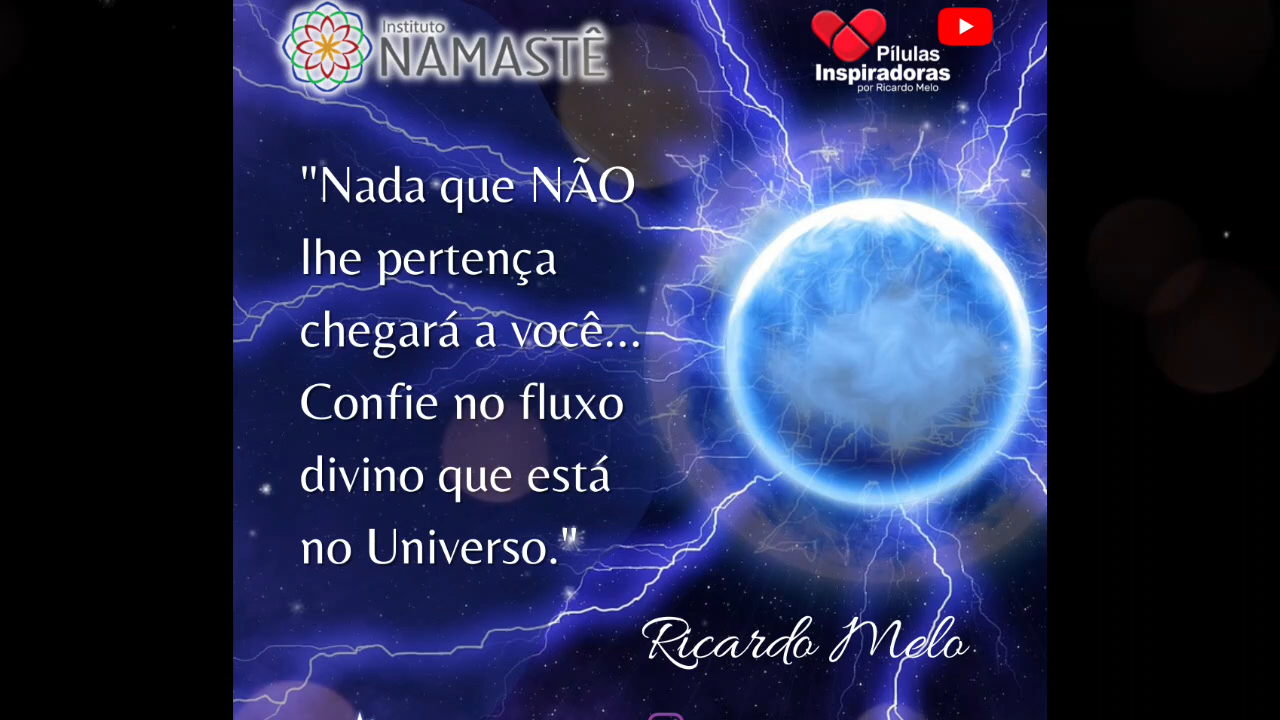 Instituto
NAMASTÊ
Pílulas
Inspiradoras
por Ricardo Melo
"Nada que NÃO
lhe pertença
chegará a você...
Confie no fluxo
divino que está
no Universo."
Ricardo Melo